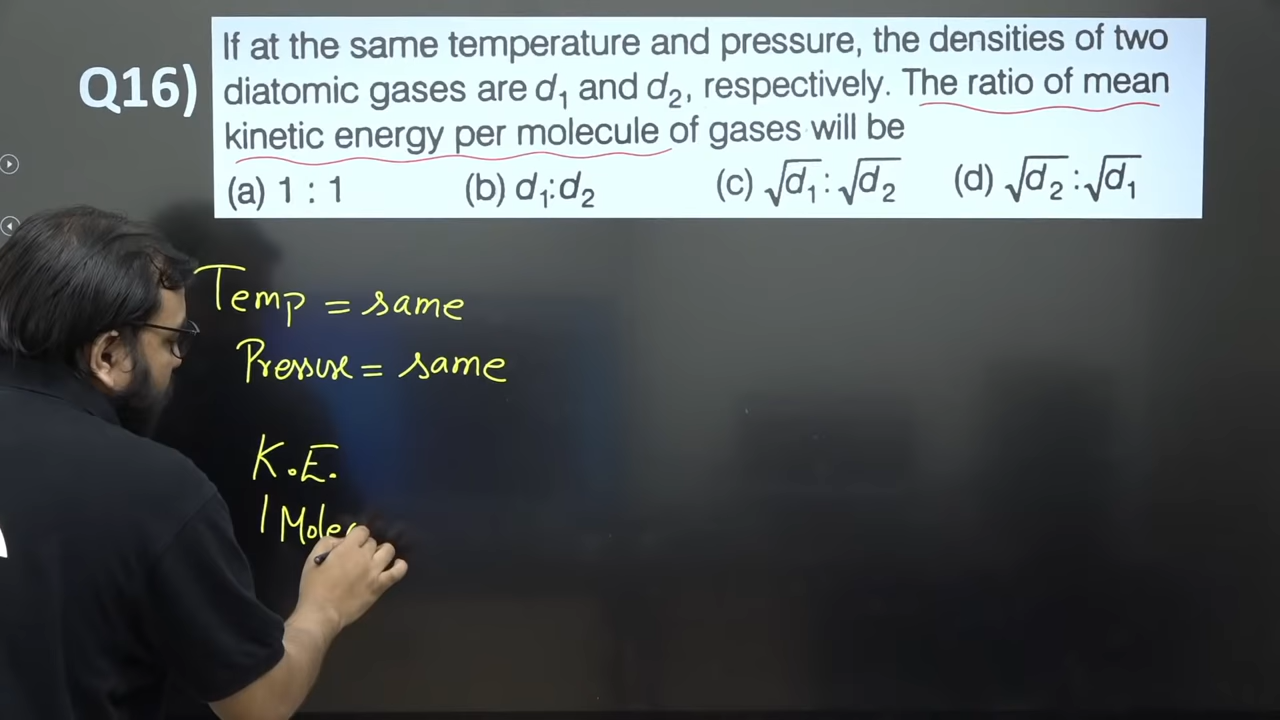 Q16)
If at the same temperature and pressure, the densities of two
diatomic gases are d₁ and d₂, respectively. The ratio of mean
kinetic energy per molecule of gases will be
(a) 1 : 1 (b) d₁:d₂ (c) √d₁ : √d₂ (d) √d₂ : √d₁
Temp = same
Pressure = same
K.E.
1 Molec